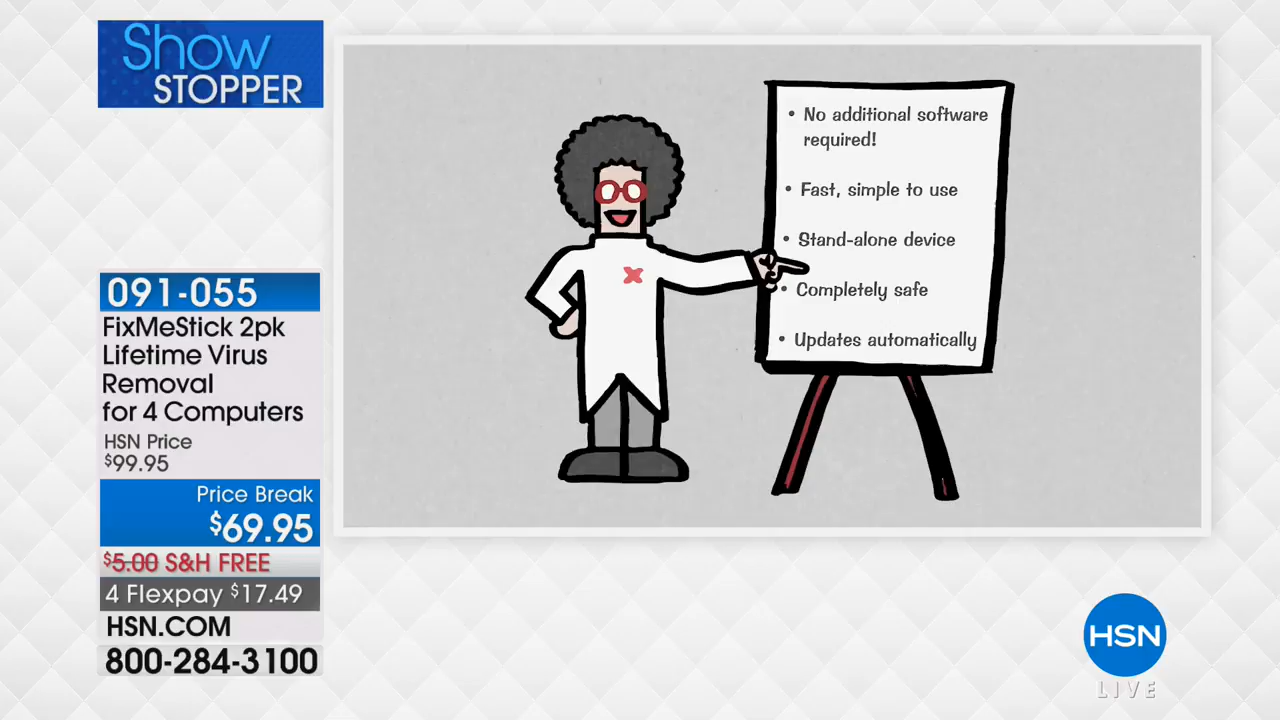 Show
STOPPER
091-055
FixMeStick 2pk
Lifetime Virus
Removal
for 4 Computers
HSN Price
$99.95
Price Break
$69.95
$5.00 S&H FREE
4 Flexpay $17.49
HSN.COM
800-284-3100
• No additional software
required!
• Fast, simple to use
• Stand-alone device
• Completely safe
• Updates automatically
HSN
LIVE